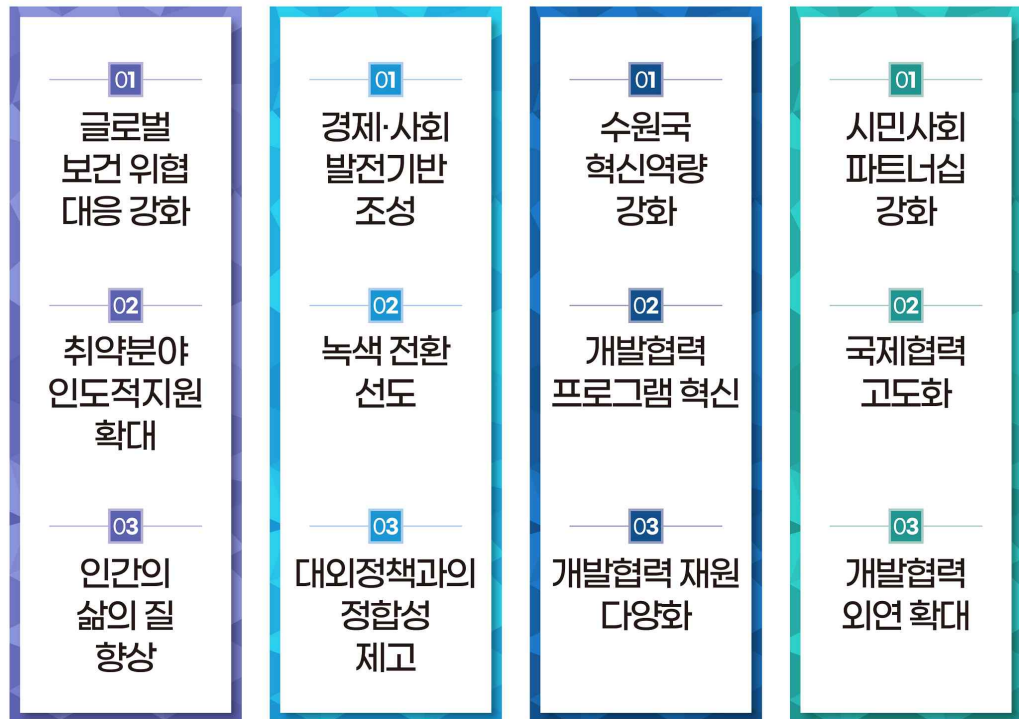 01
글로벌
보건 위협
대응 강화
02
취약분야
인도적지원
확대
03
인간의
삶의 질
향상
01
경제·사회
발전기반
조성
02
녹색 전환
선도
03
대외정책과의
정합성
제고
01
수원국
혁신역량
강화
02
개발협력
프로그램 혁신
03
개발협력 재원
다양화
01
시민사회
파트너십
강화
02
국제협력
고도화
03
개발협력
외연 확대